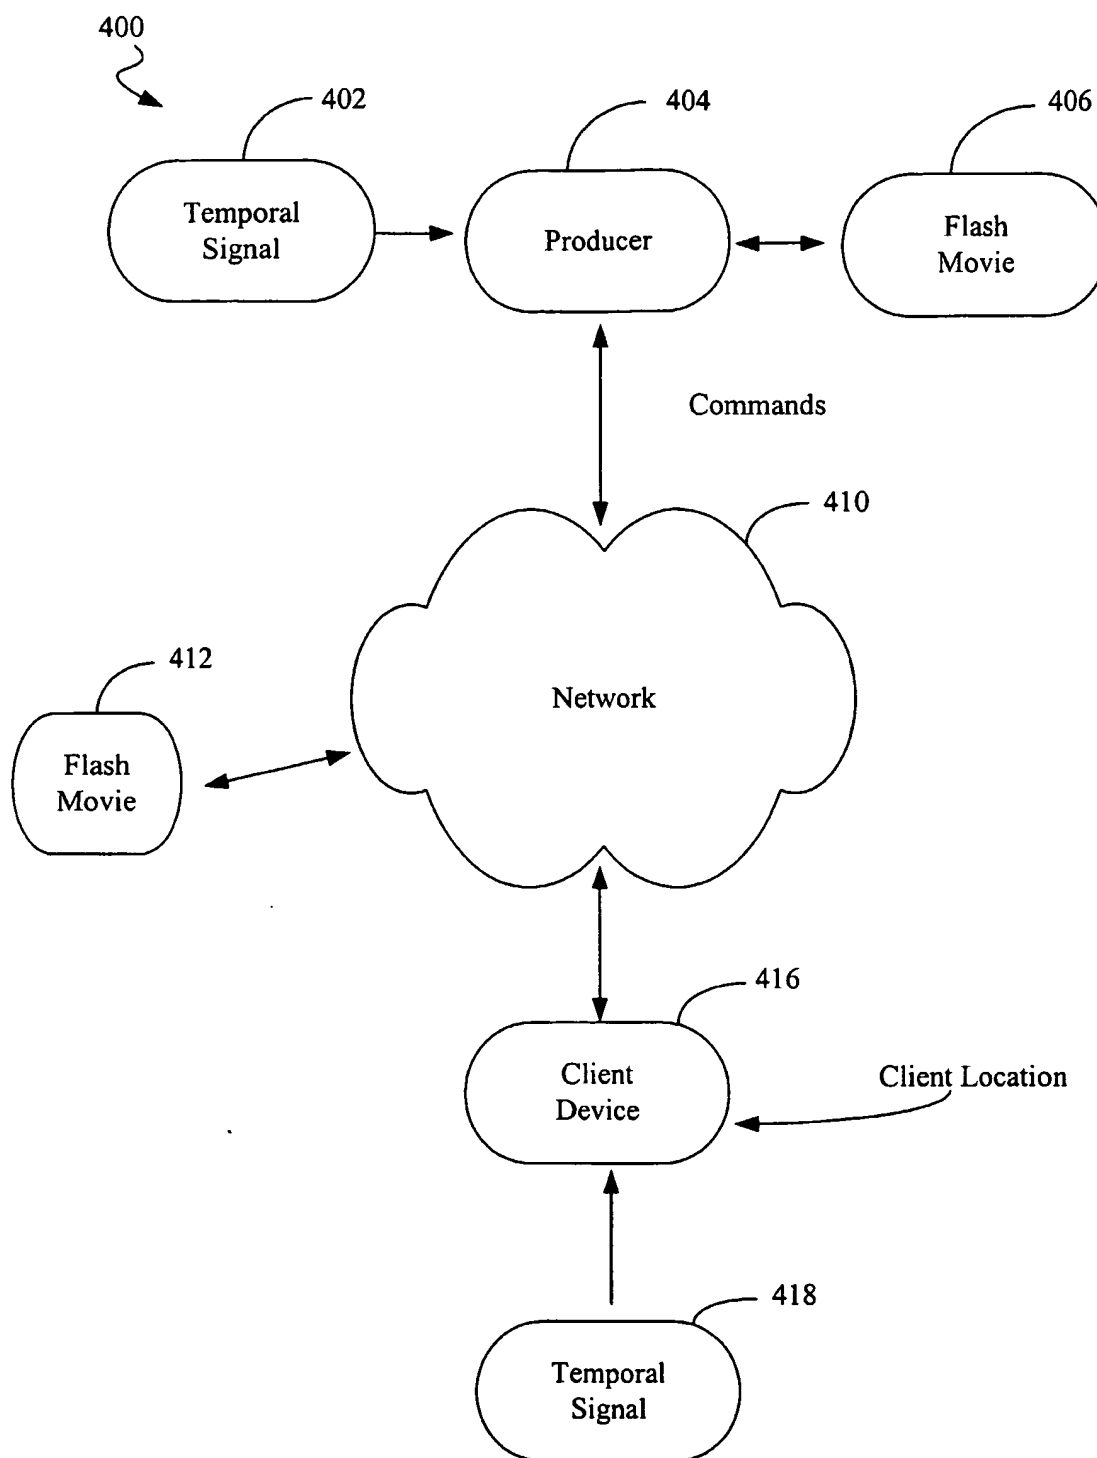 400
402
404
406
Temporal
Signal
Producer
Flash
Movie
Commands
410
412
Network
Flash
Movie
416
Client
Device
Client Location
418
Temporal
Signal